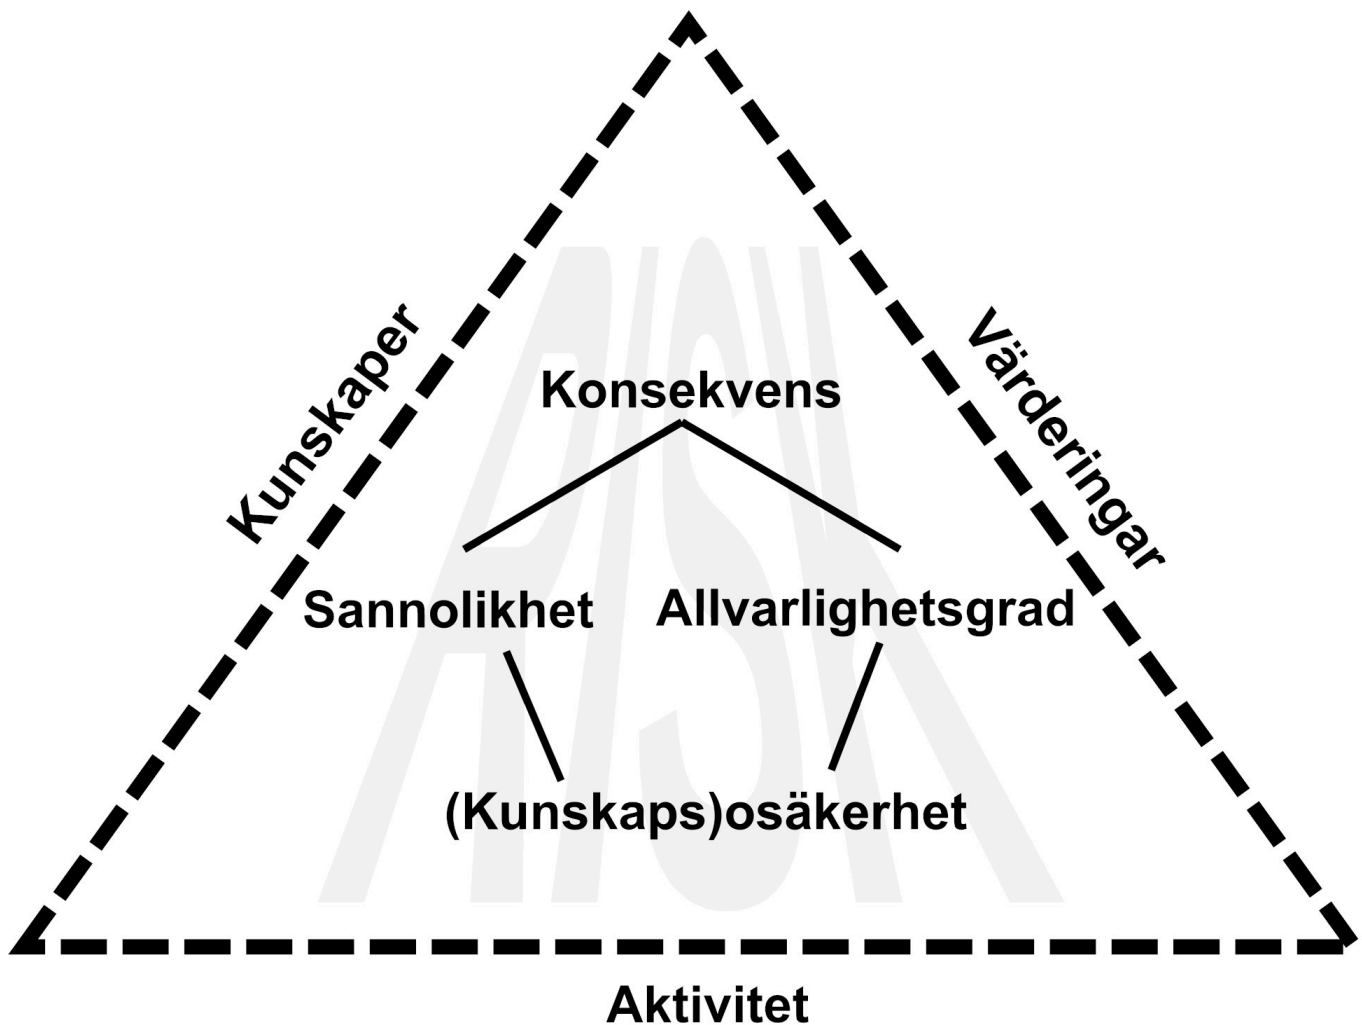 RISK
Kunskaper
Värderingar
Konsekvens
Sannolikhet
Allvarlighetsgrad
(Kunskaps)osäkerhet
Aktivitet